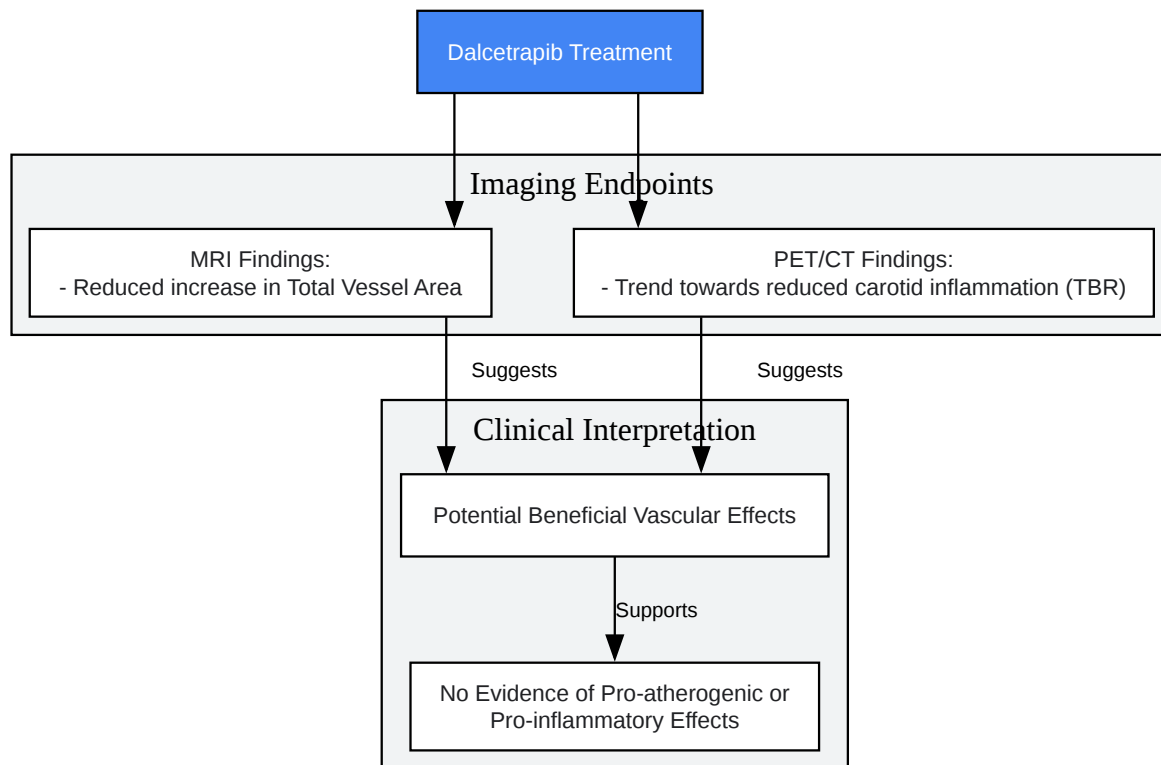 Dalcetrapib Treatment
Imaging Endpoints
MRI Findings:
- Reduced increase in Total Vessel Area
PET/CT Findings:
- Trend towards reduced carotid inflammation (TBR)
Suggests
Suggests
Clinical Interpretation
Potential Beneficial Vascular Effects
Supports
No Evidence of Pro-atherogenic or
Pro-inflammatory Effects